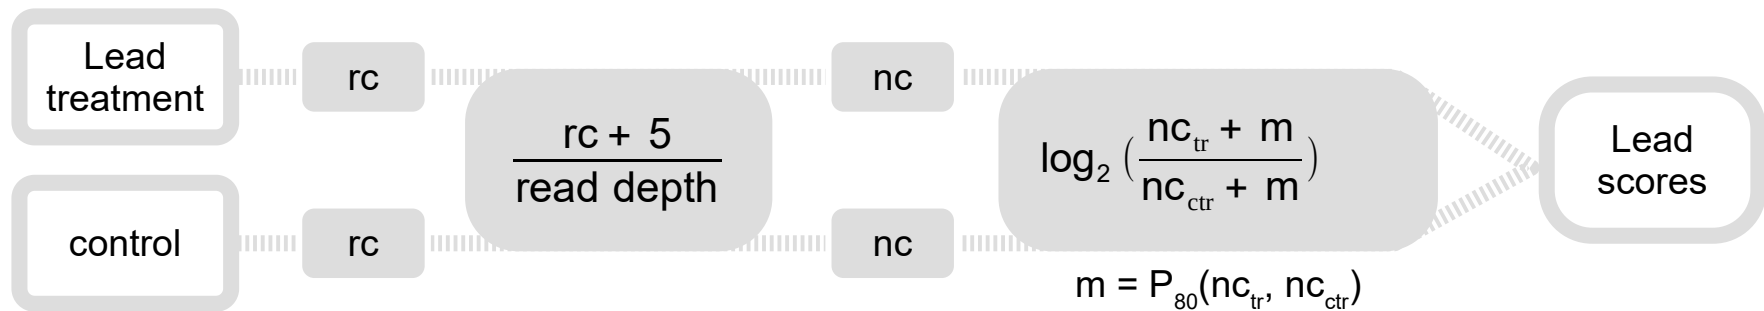 Lead
treatment
rc
nc
rc + 5
read depth
log2 (nctr + m / ncctr + m)
Lead
scores
control
rc
nc
m = P80(nctr, ncctr)